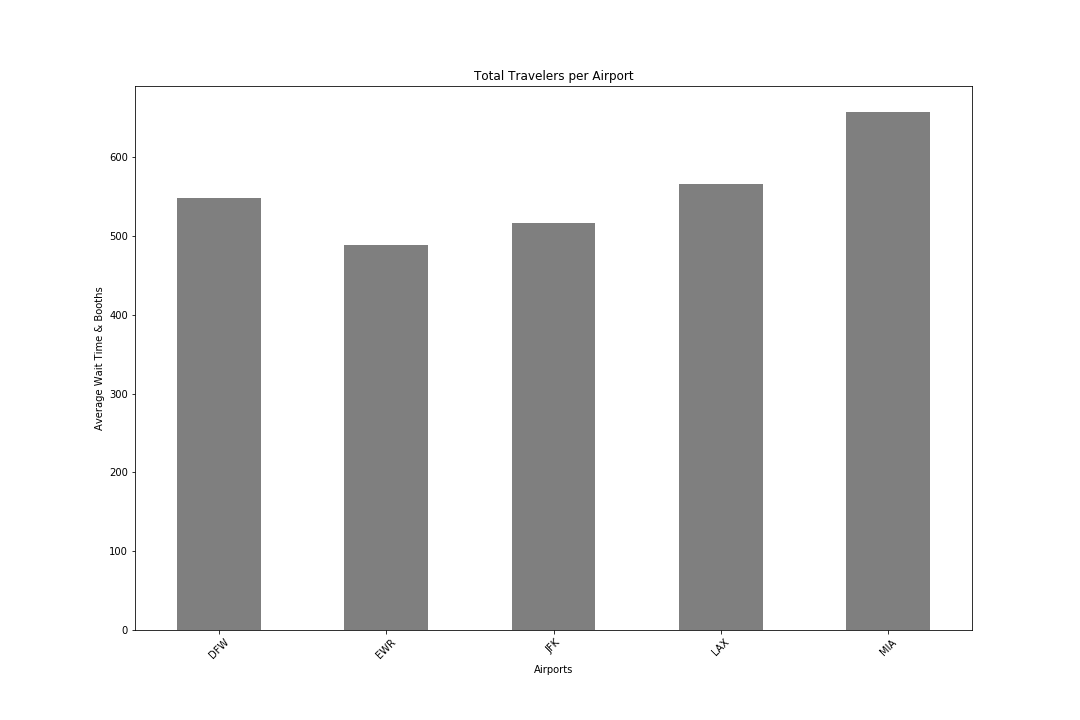 Total Travelers per Airport
Average Wait Time & Booths
600
500
400
300
200
100
0
DFW
EWR
JFK
LAX
MIA
Airports